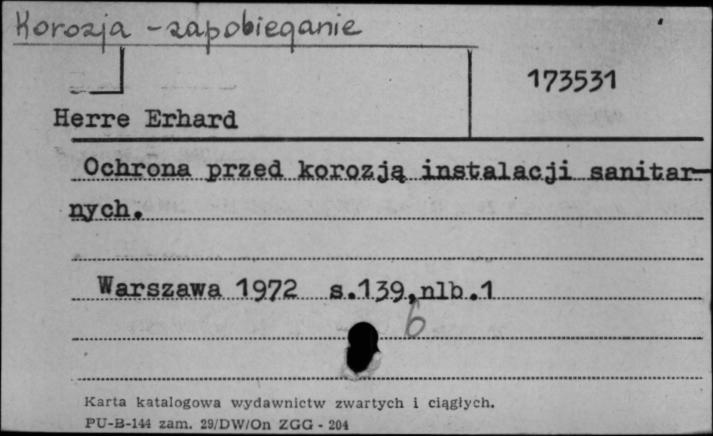 Korozja - zapobieganie
173531
Herre Erhard
Ochrona przed korozją instalacji sanitar-
nych.
Warszawa 1972 s.139,nlb.1
6
Karta katalogowa wydawnictw zwartych i ciągłych.
PU-B-144 zam. 29/DW/On ZGG - 204